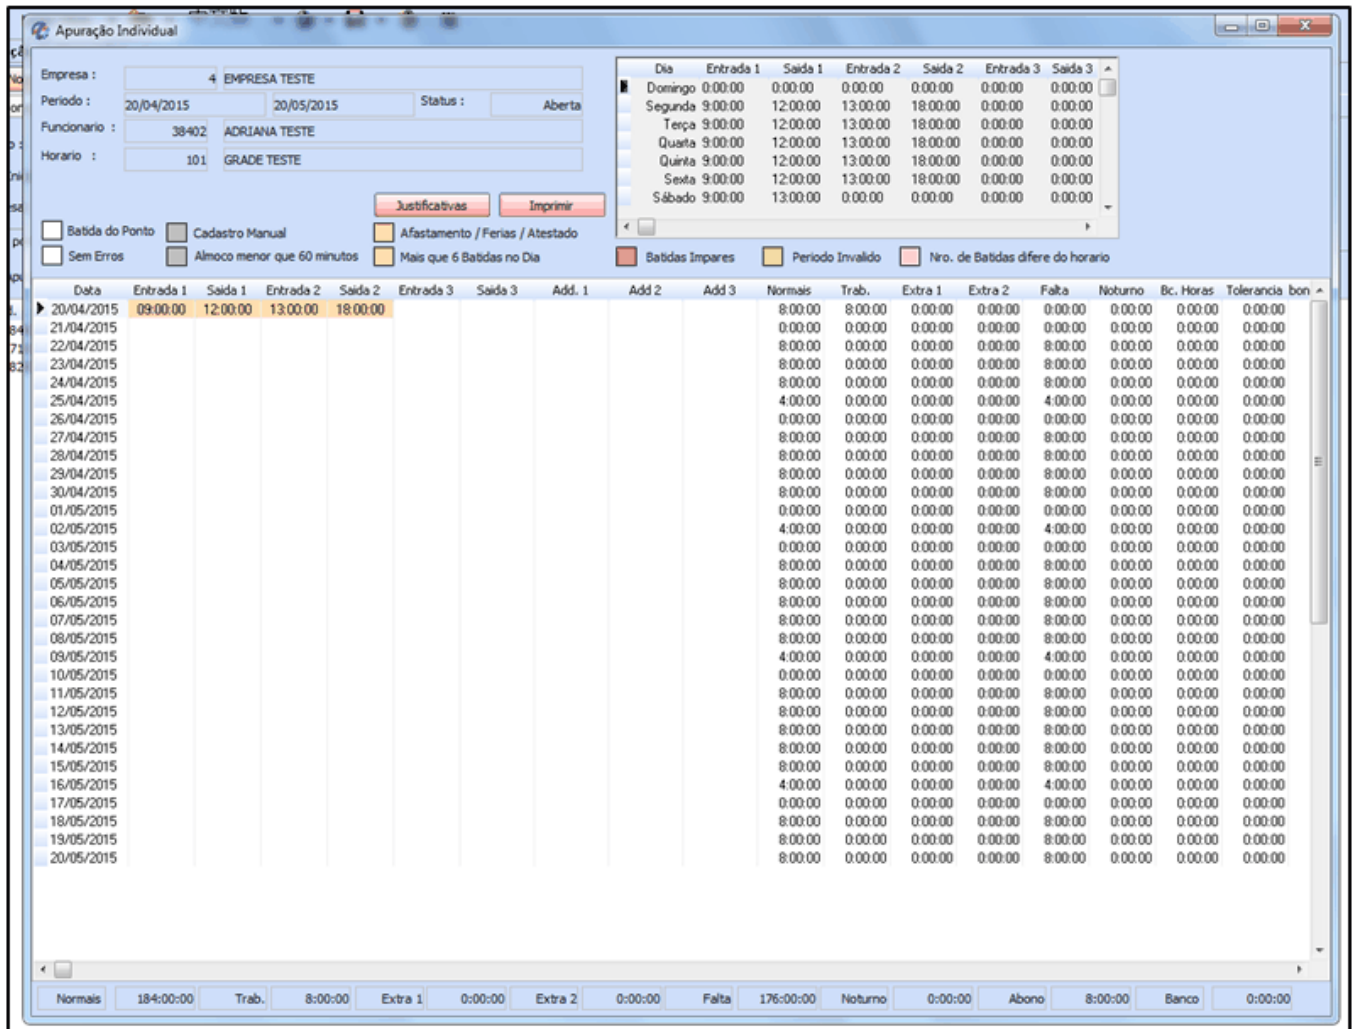 Apuração Individual
Empresa : 4 EMPRESA TESTE
Periodo : 20/04/2015 20/05/2015 Status : Aberta
Funcionario : 38402 ADRIANA TESTE
Horario : 101 GRADE TESTE
Justificativas Imprimir
Dia Entrada 1 Saida 1 Entrada 2 Saida 2 Entrada 3 Saida 3
Domingo 0:00:00 0:00:00 0:00:00 0:00:00 0:00:00 0:00:00
Segunda 9:00:00 12:00:00 13:00:00 18:00:00 0:00:00 0:00:00
Terça 9:00:00 12:00:00 13:00:00 18:00:00 0:00:00 0:00:00
Quarta 9:00:00 12:00:00 13:00:00 18:00:00 0:00:00 0:00:00
Quinta 9:00:00 12:00:00 13:00:00 18:00:00 0:00:00 0:00:00
Sexta 9:00:00 12:00:00 13:00:00 18:00:00 0:00:00 0:00:00
Sábado 9:00:00 13:00:00 0:00:00 0:00:00 0:00:00 0:00:00
Batida do Ponto Cadastro Manual Afastamento / Ferias / Atestado
Sem Erros Almoco menor que 60 minutos Mais que 6 Batidas no Dia Batidas Impares Periodo Invalido Nro. de Batidas difere do horario
Data Entrada 1 Saida 1 Entrada 2 Saida 2 Entrada 3 Saida 3 Add. 1 Add 2 Add 3 Normais Trab. Extra 1 Extra 2 Falta Noturno Bc. Horas Tolerancia bon
20/04/2015 09:00:00 12:00:00 13:00:00 18:00:00 8:00:00 8:00:00 0:00:00 0:00:00 0:00:00 0:00:00 0:00:00 0:00:00
21/04/2015 0:00:00 0:00:00 0:00:00 0:00:00 0:00:00 0:00:00 0:00:00 0:00:00
22/04/2015 8:00:00 0:00:00 0:00:00 0:00:00 8:00:00 0:00:00 0:00:00 0:00:00
23/04/2015 8:00:00 0:00:00 0:00:00 0:00:00 8:00:00 0:00:00 0:00:00 0:00:00
24/04/2015 8:00:00 0:00:00 0:00:00 0:00:00 8:00:00 0:00:00 0:00:00 0:00:00
25/04/2015 4:00:00 0:00:00 0:00:00 0:00:00 4:00:00 0:00:00 0:00:00 0:00:00
26/04/2015 0:00:00 0:00:00 0:00:00 0:00:00 0:00:00 0:00:00 0:00:00 0:00:00
27/04/2015 8:00:00 0:00:00 0:00:00 0:00:00 8:00:00 0:00:00 0:00:00 0:00:00
28/04/2015 8:00:00 0:00:00 0:00:00 0:00:00 8:00:00 0:00:00 0:00:00 0:00:00
29/04/2015 8:00:00 0:00:00 0:00:00 0:00:00 8:00:00 0:00:00 0:00:00 0:00:00
30/04/2015 8:00:00 0:00:00 0:00:00 0:00:00 8:00:00 0:00:00 0:00:00 0:00:00
01/05/2015 0:00:00 0:00:00 0:00:00 0:00:00 0:00:00 0:00:00 0:00:00 0:00:00
02/05/2015 4:00:00 0:00:00 0:00:00 0:00:00 4:00:00 0:00:00 0:00:00 0:00:00
03/05/2015 0:00:00 0:00:00 0:00:00 0:00:00 0:00:00 0:00:00 0:00:00 0:00:00
04/05/2015 8:00:00 0:00:00 0:00:00 0:00:00 8:00:00 0:00:00 0:00:00 0:00:00
05/05/2015 8:00:00 0:00:00 0:00:00 0:00:00 8:00:00 0:00:00 0:00:00 0:00:00
06/05/2015 8:00:00 0:00:00 0:00:00 0:00:00 8:00:00 0:00:00 0:00:00 0:00:00
07/05/2015 8:00:00 0:00:00 0:00:00 0:00:00 8:00:00 0:00:00 0:00:00 0:00:00
08/05/2015 8:00:00 0:00:00 0:00:00 0:00:00 8:00:00 0:00:00 0:00:00 0:00:00
09/05/2015 4:00:00 0:00:00 0:00:00 0:00:00 4:00:00 0:00:00 0:00:00 0:00:00
10/05/2015 0:00:00 0:00:00 0:00:00 0:00:00 0:00:00 0:00:00 0:00:00 0:00:00
11/05/2015 8:00:00 0:00:00 0:00:00 0:00:00 8:00:00 0:00:00 0:00:00 0:00:00
12/05/2015 8:00:00 0:00:00 0:00:00 0:00:00 8:00:00 0:00:00 0:00:00 0:00:00
13/05/2015 8:00:00 0:00:00 0:00:00 0:00:00 8:00:00 0:00:00 0:00:00 0:00:00
14/05/2015 8:00:00 0:00:00 0:00:00 0:00:00 8:00:00 0:00:00 0:00:00 0:00:00
15/05/2015 8:00:00 0:00:00 0:00:00 0:00:00 8:00:00 0:00:00 0:00:00 0:00:00
16/05/2015 4:00:00 0:00:00 0:00:00 0:00:00 4:00:00 0:00:00 0:00:00 0:00:00
17/05/2015 0:00:00 0:00:00 0:00:00 0:00:00 0:00:00 0:00:00 0:00:00 0:00:00
18/05/2015 8:00:00 0:00:00 0:00:00 0:00:00 8:00:00 0:00:00 0:00:00 0:00:00
19/05/2015 8:00:00 0:00:00 0:00:00 0:00:00 8:00:00 0:00:00 0:00:00 0:00:00
20/05/2015 8:00:00 0:00:00 0:00:00 0:00:00 8:00:00 0:00:00 0:00:00 0:00:00
Normais 184:00:00 Trab. 8:00:00 Extra 1 0:00:00 Extra 2 0:00:00 Falta 176:00:00 Noturno 0:00:00 Abono 8:00:00 Banco 0:00:00